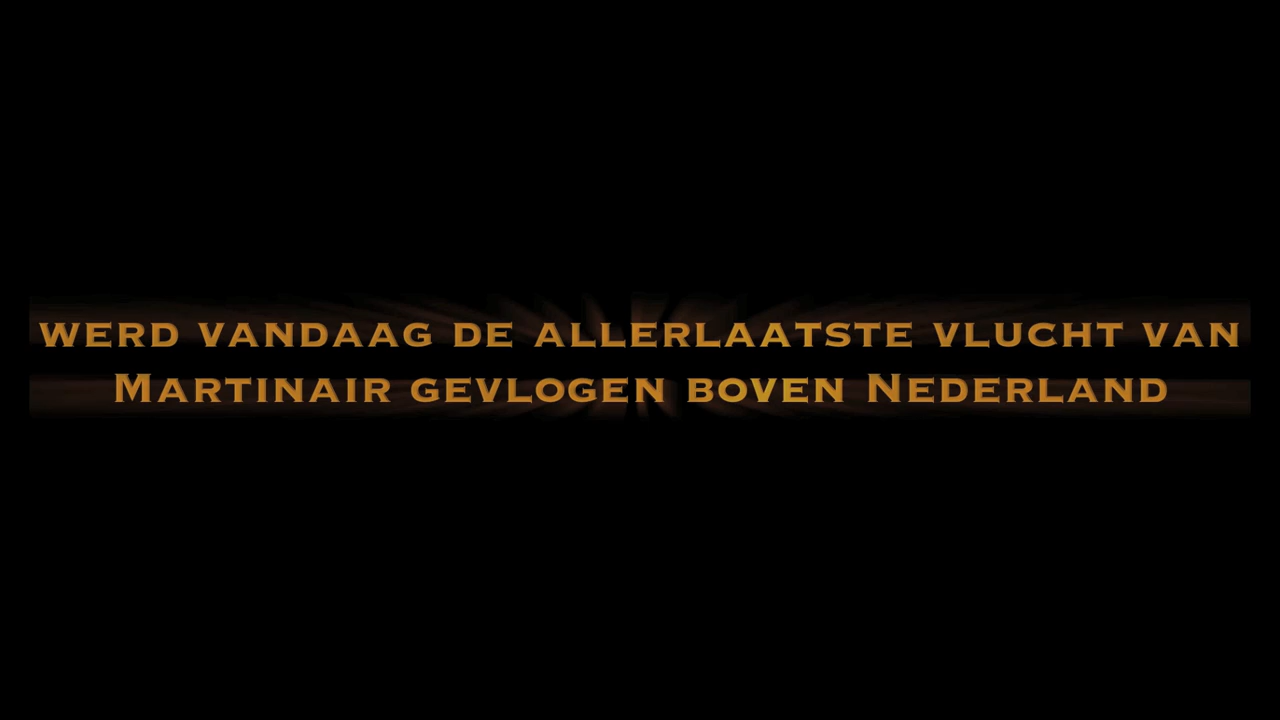 WERD VANDAAG DE ALLERLAATSTE VLUCHT VAN
MARTINAIR GEVLOGEN BOVEN NEDERLAND